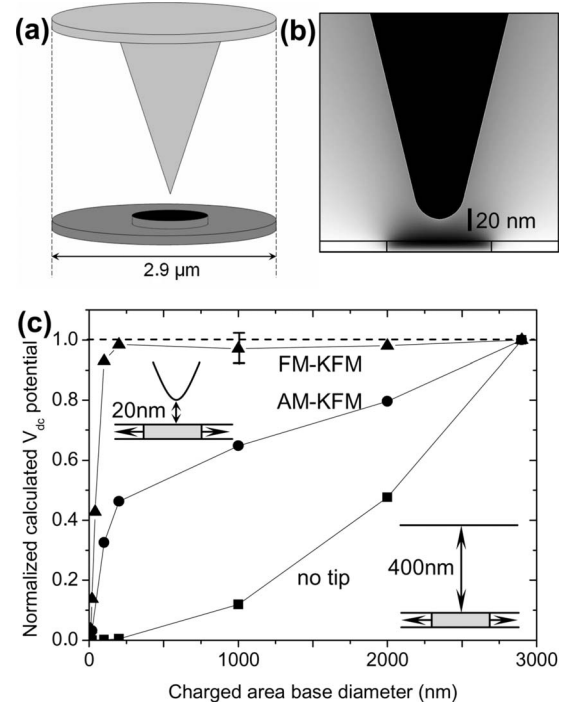 (a)
2.9 µm
(b)
20 nm
(c)
Normalized calculated V_dc potential
1.0
0.8
0.6
0.4
0.2
0.0
FM-KFM
AM-KFM
20nm
no tip
400nm
0
1000
2000
3000
Charged area base diameter (nm)